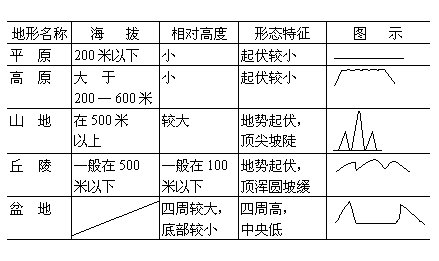 地形名称 海 拔 相对高度 形态特征 图 示
平 原 200米以下 小 起伏较小
高 原 大 于 小 起伏较小
200—600米
山 地 在500米 较大 地势起伏，
以上 顶尖坡陡
丘 陵 一般在500 一般在100 地势起伏，
米以下 米以下 顶浑圆坡缓
盆 地 四周较大， 四周高，
底部较小 中央低